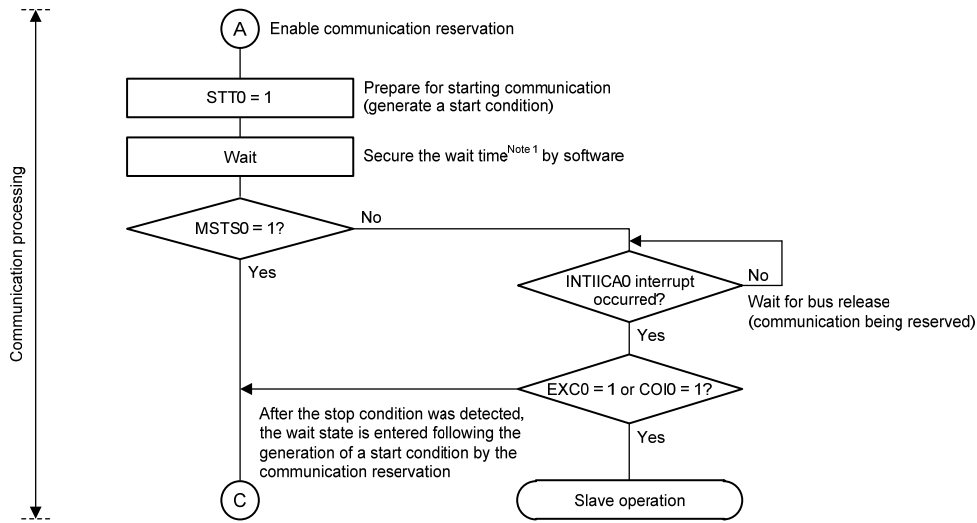 A
Enable communication reservation
STT0 = 1
Prepare for starting communication
(generate a start condition)
Wait
Secure the wait time Note 1 by software
MSTS0 = 1?
No
Yes
INTIICA0 interrupt
occurred?
No
Wait for bus release
(communication being reserved)
Yes
EXC0 = 1 or COI0 = 1?
After the stop condition was detected,
the wait state is entered following the
generation of a start condition by the
communication reservation
Yes
C
Slave operation
Communication processing